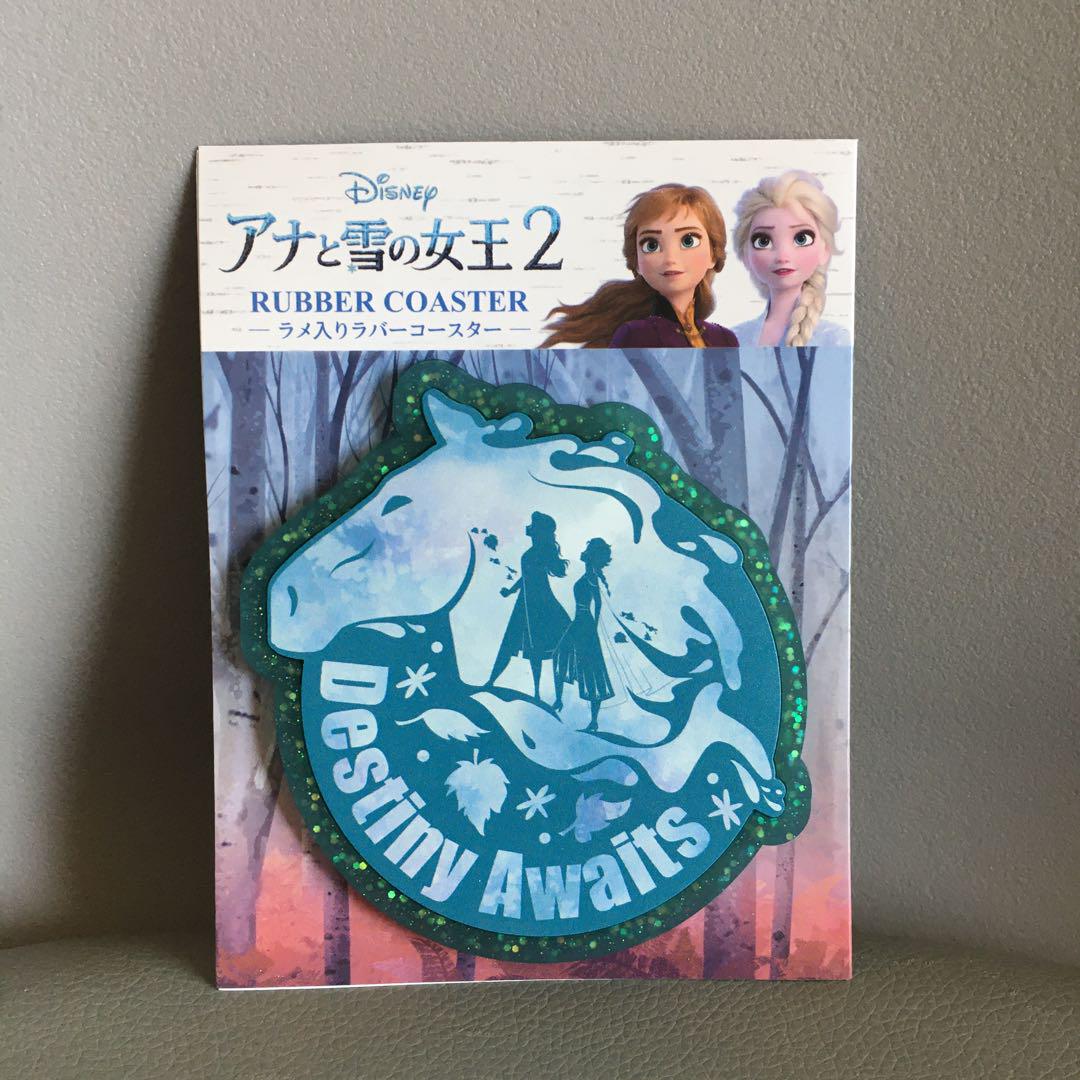 Disney
アナと雪の女王2
RUBBER COASTER
ラメ入りラバーコースター
Destiny Awaits